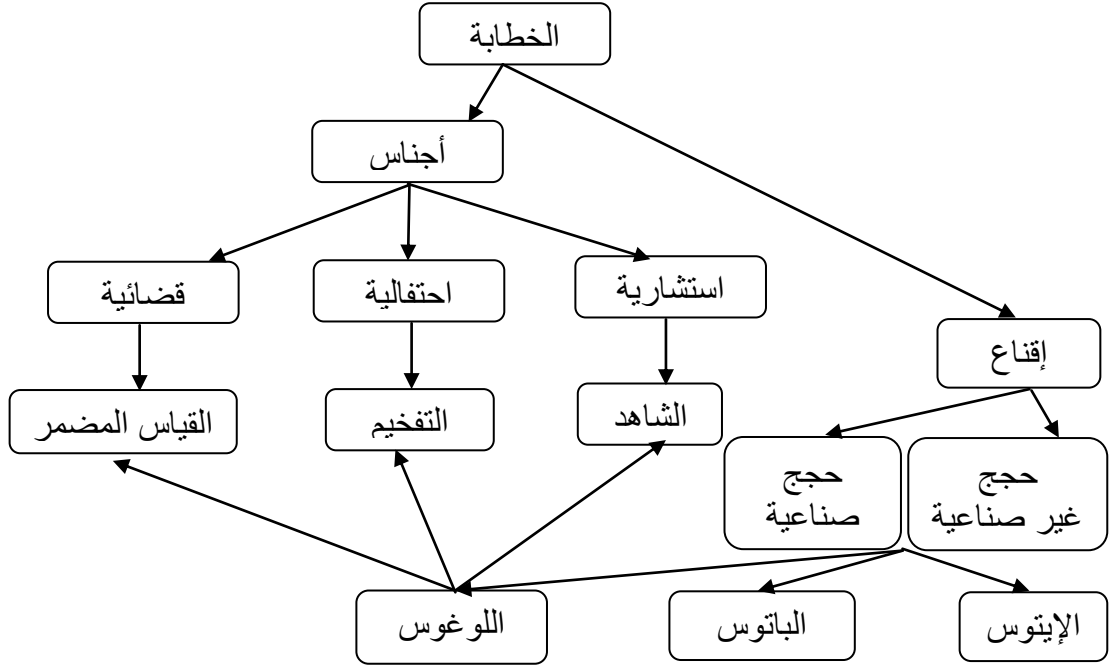 الخطابة
أجناس
استشارية
احتفالية
قضائية
إقناع
الشاهد
التفخيم
القياس المضمر
حجج
غير صناعية
حجج
صناعية
الإيتوس
الباتوس
اللوغوس